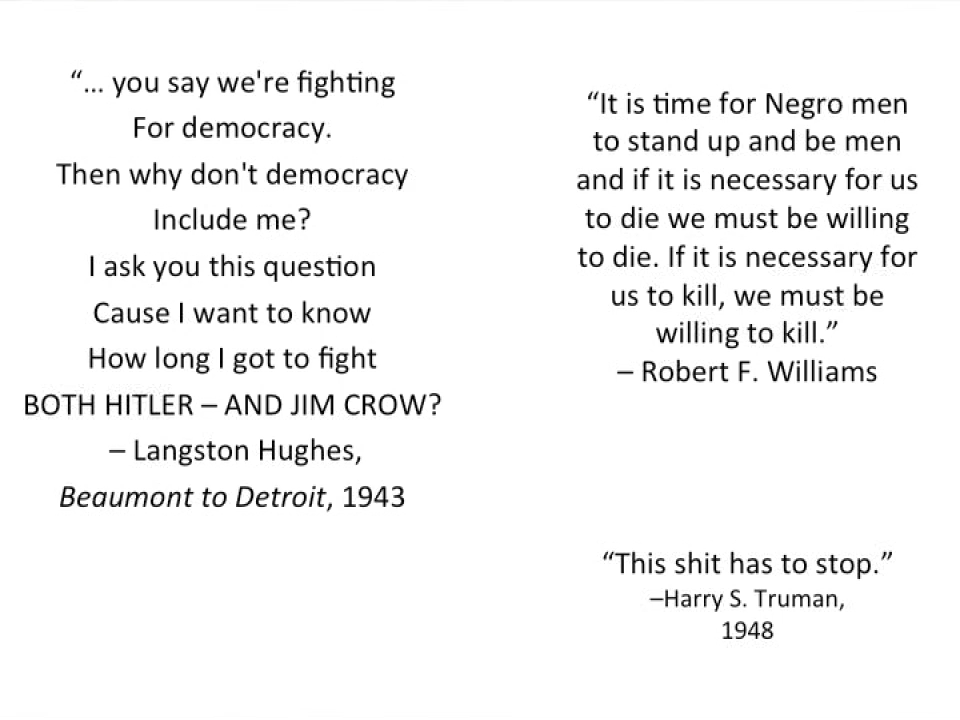 “... you say we're fighting
For democracy.
Then why don't democracy
Include me?
I ask you this question
Cause I want to know
How long I got to fight
BOTH HITLER – AND JIM CROW?
– Langston Hughes,
Beaumont to Detroit, 1943
“It is time for Negro men
to stand up and be men
and if it is necessary for us
to die we must be willing
to die. If it is necessary for
us to kill, we must be
willing to kill.”
– Robert F. Williams
“This shit has to stop.”
–Harry S. Truman,
1948